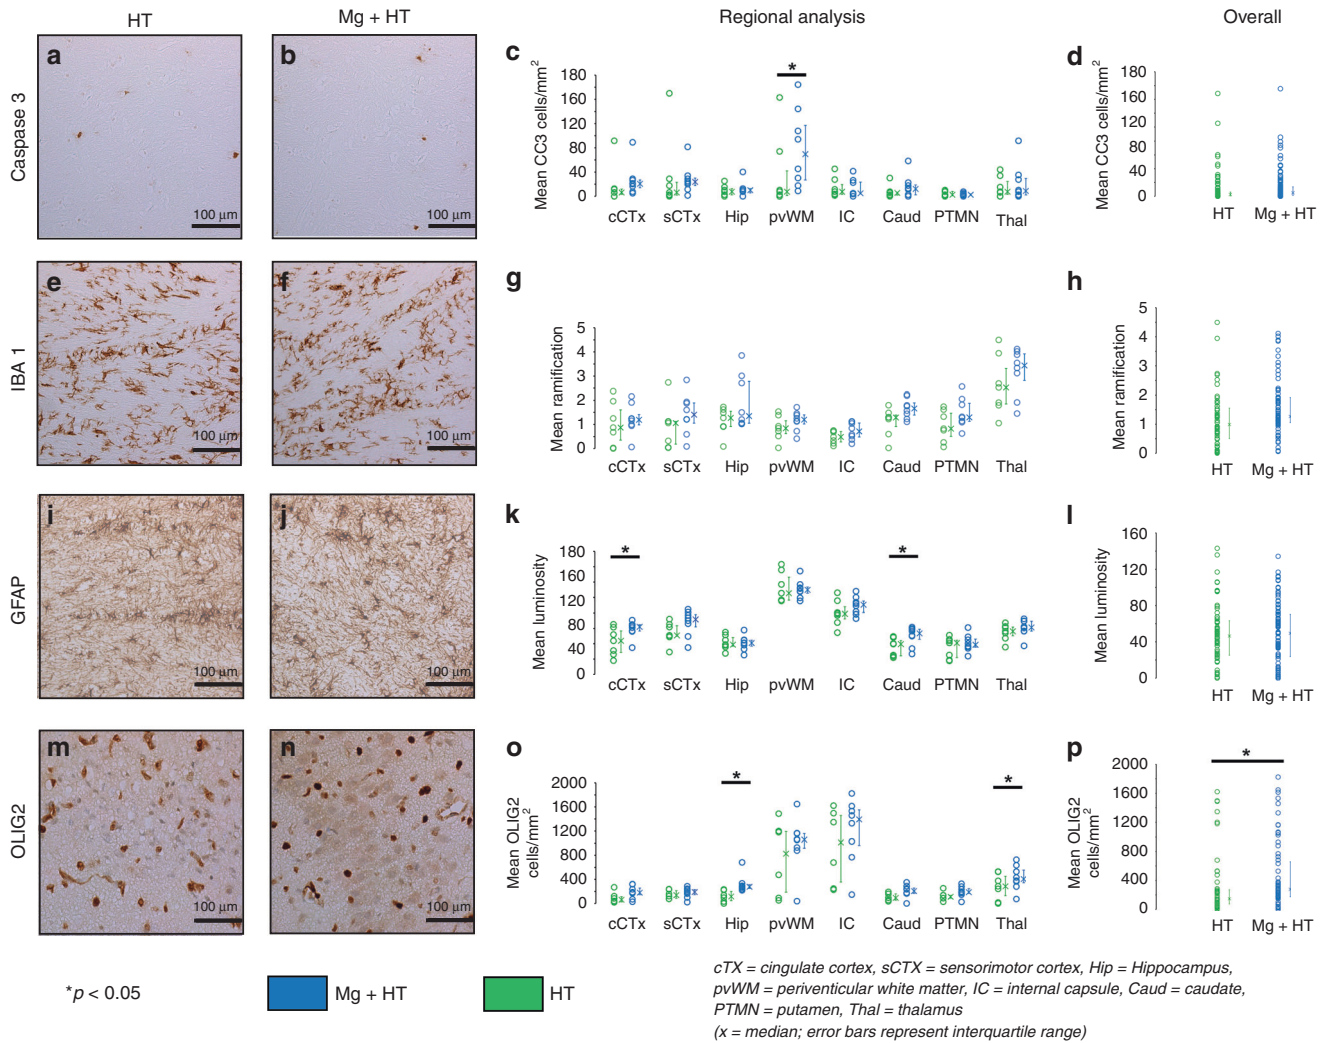 HT
Mg + HT
Regional analysis
Overall
Caspase 3
a
100 µm
b
100 µm
c
Mean CC3 cells/mm²
180
160
120
80
40
0
*
cCTx sCTx Hip pvWM IC Caud PTMN Thal
d
Mean CC3 cells/mm²
180
160
120
80
40
0
HT Mg + HT
IBA 1
e
100 µm
f
100 µm
g
Mean ramification
5
4
3
2
1
0
cCTx sCTx Hip pvWM IC Caud PTMN Thal
h
Mean ramification
5
4
3
2
1
0
HT Mg + HT
GFAP
i
100 µm
j
100 µm
k
Mean luminosity
180
160
120
80
40
0
*
*
cCTx sCTx Hip pvWM IC Caud PTMN Thal
l
Mean luminosity
160
120
80
40
0
HT Mg + HT
OLIG2
m
100 µm
n
100 µm
o
Mean OLIG2
cells/mm²
2000
1600
1200
800
400
0
*
*
cCTx sCTx Hip pvWM IC Caud PTMN Thal
p
Mean OLIG2
cells/mm²
2000
1600
1200
800
400
0
*
HT Mg + HT
*p < 0.05
Mg + HT
HT
cTX = cingulate cortex, sCTX = sensorimotor cortex, Hip = Hippocampus,
pvWM = periventicular white matter, IC = internal capsule, Caud = caudate,
PTMN = putamen, Thal = thalamus
(x = median; error bars represent interquartile range)